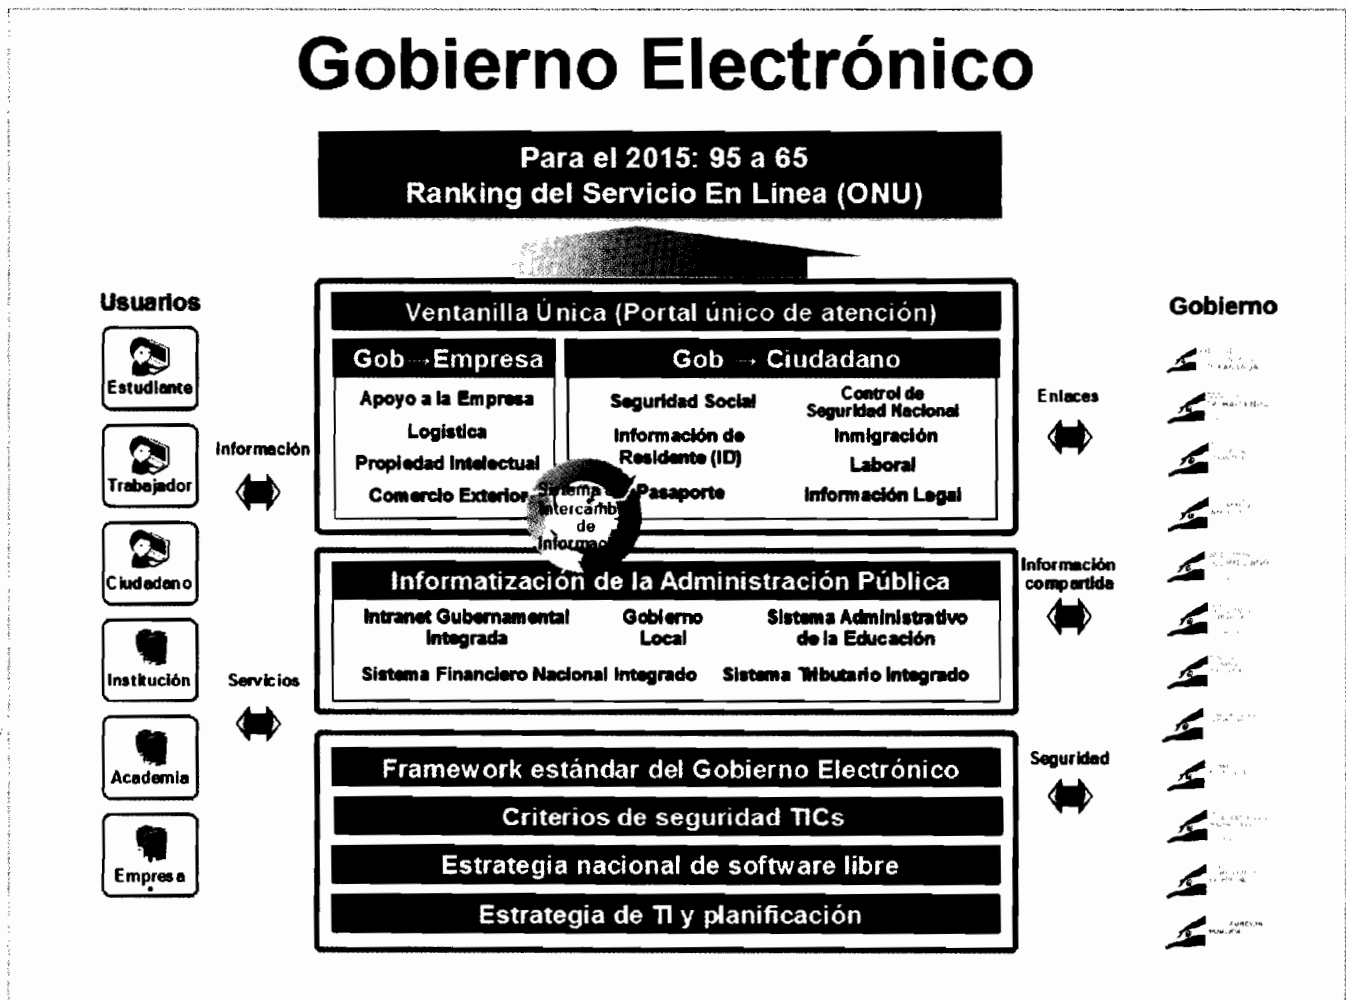 Gobierno Electrónico
Para el 2015: 95 a 65
Ranking del Servicio En Línea (ONU)
Usuarios
Estudiante
Trabajador
Ciudadano
Institución
Academia
Empresa
Información
Servicios
Ventanilla Única (Portal único de atención)
Gob → Empresa
Apoyo a la Empresa
Logistica
Propiedad Intelectual
Comercio Exterior
Gob → Ciudadano
Seguridad Social
Información de
Residente (ID)
Pasaporte
Control de
Seguridad Nacional
Inmigración
Laboral
Información Legal
Sistema
Intercamb
de
Informac
Informatización de la Administración Pública
Intranet Gubernamental
Integrada
Gobierno
Local
Sistema Administrativo
de la Educación
Sistema Financiero Nacional Integrado
Sistema Tributario Integrado
Framework estándar del Gobierno Electrónico
Criterios de seguridad TICs
Estrategia nacional de software libre
Estrategia de TI y planificación
Enlaces
Información
compartida
Seguridad
Gobierno